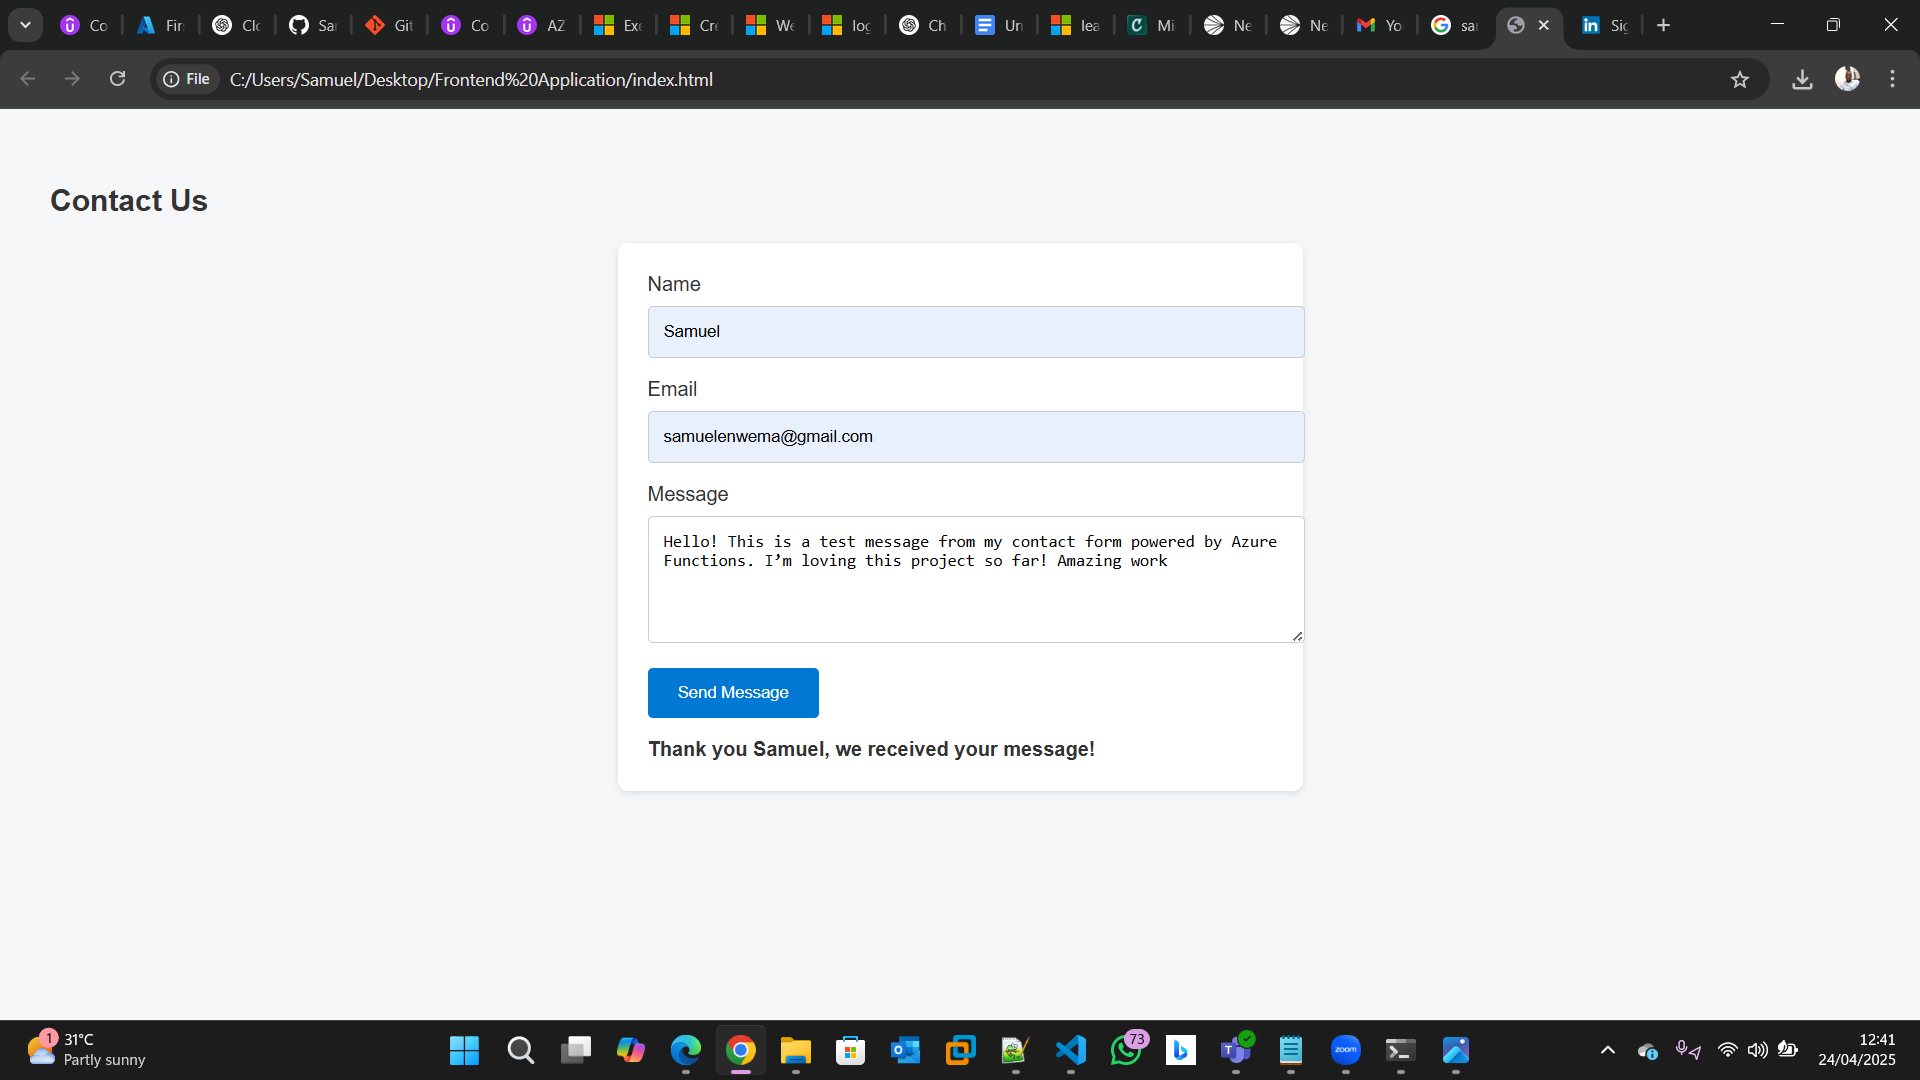 Co
Fir
Clo
Sa
Git
Co
AZ
Exe
Cre
We
log
Ch
Un
lea
Mi
Ne
Ne
Yo
sa
Sig
File
C:/Users/Samuel/Desktop/Frontend%20Application/index.html
Contact Us
Name
Samuel
Email
samuelenwema@gmail.com
Message
Hello! This is a test message from my contact form powered by Azure
Functions. I’m loving this project so far! Amazing work
Send Message
Thank you Samuel, we received your message!
1
31°C
Partly sunny
zoom
73
12:41
24/04/2025